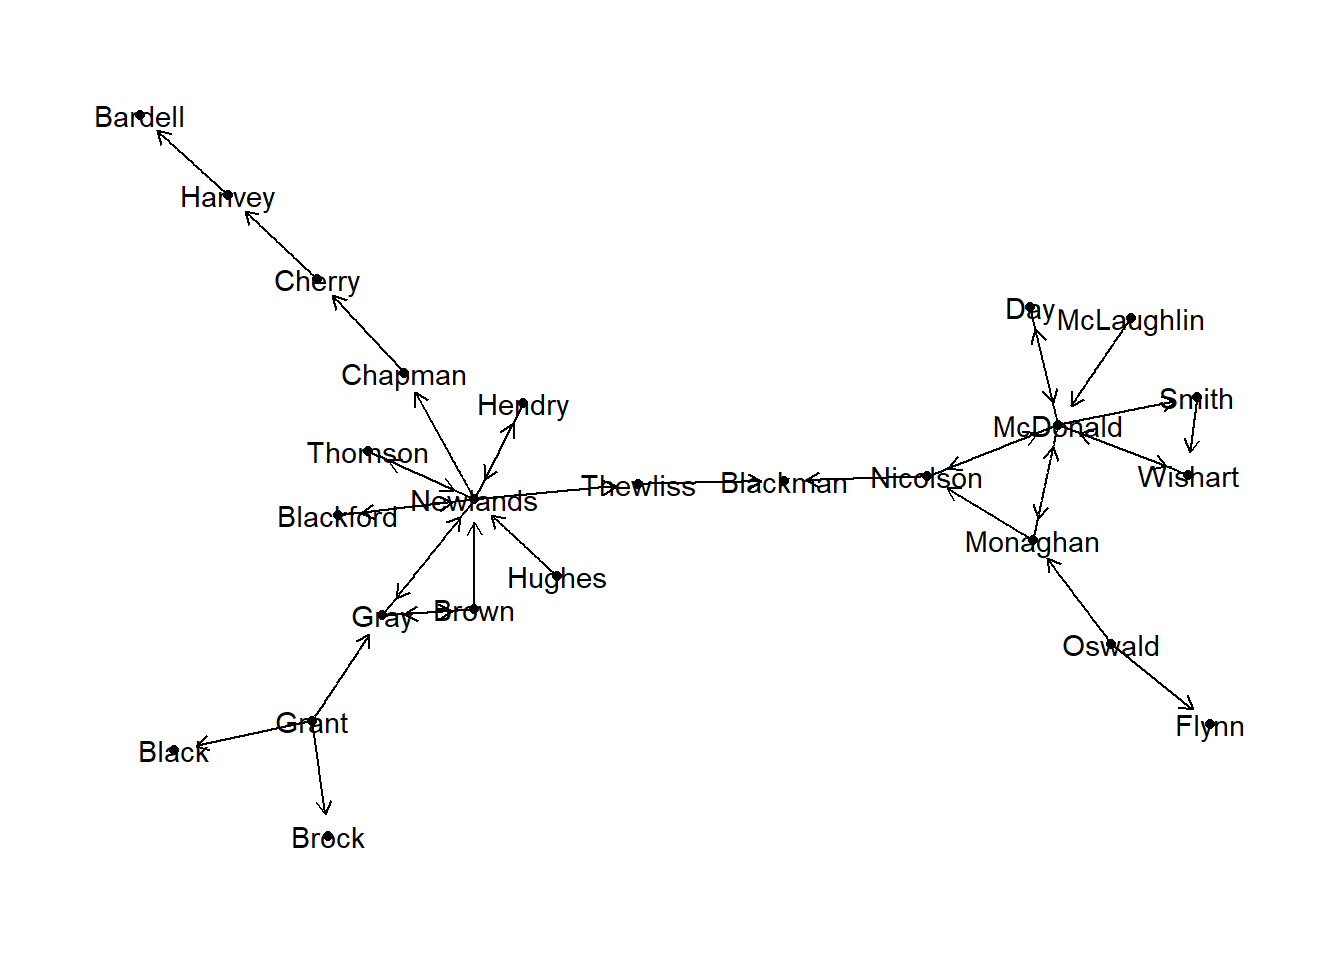 Bardell
Hanvey
Cherry
Day
McLaughlin
Chapman
Hendry
Smith
McDonald
Thomson
Nicolson
Wishart
Blackman
Thewliss
Newlands
Blackford
Monaghan
Hughes
Brown
Gray
Oswald
Grant
Flynn
Black
Brock